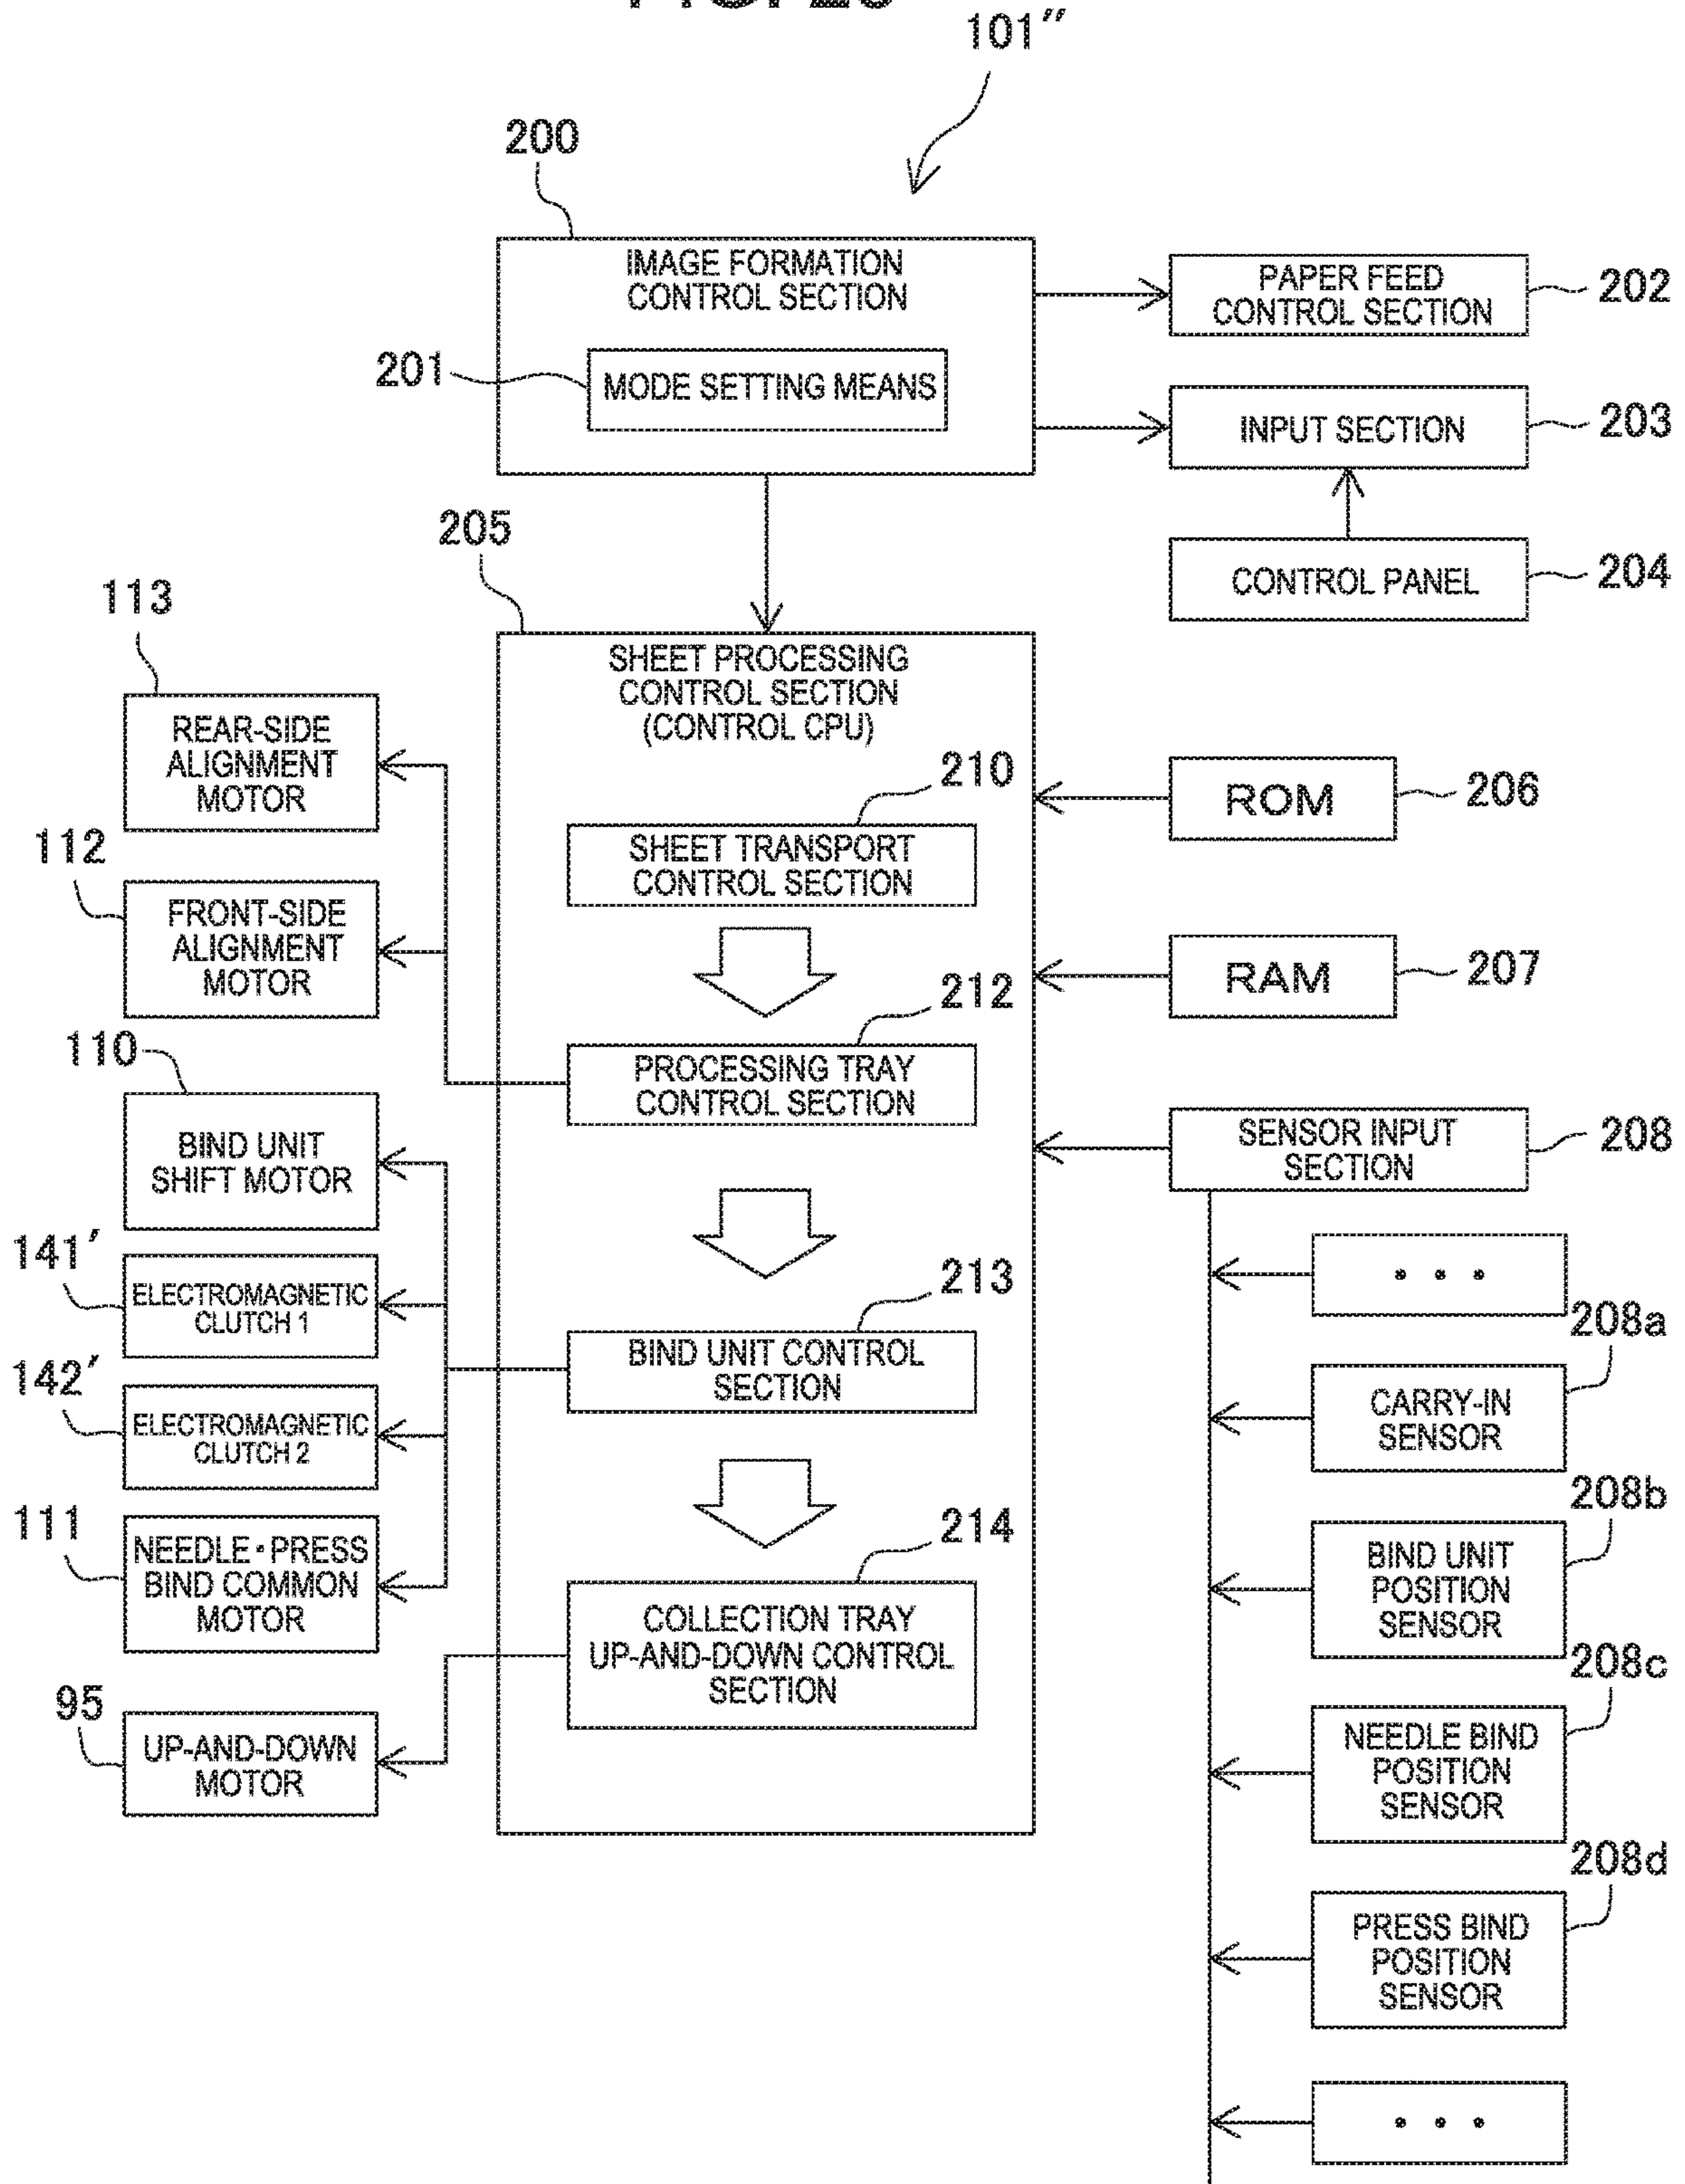 101″
200
IMAGE FORMATION
CONTROL SECTION
201
MODE SETTING MEANS
PAPER FEED
CONTROL SECTION
202
INPUT SECTION
203
CONTROL PANEL
204
205
SHEET PROCESSING
CONTROL SECTION
(CONTROL CPU)
113
REAR-SIDE
ALIGNMENT
MOTOR
112
FRONT-SIDE
ALIGNMENT
MOTOR
110
BIND UNIT
SHIFT MOTOR
141′
ELECTROMAGNETIC
CLUTCH 1
142′
ELECTROMAGNETIC
CLUTCH 2
111
NEEDLE·PRESS
BIND COMMON
MOTOR
95
UP-AND-DOWN
MOTOR
210
SHEET TRANSPORT
CONTROL SECTION
212
PROCESSING TRAY
CONTROL SECTION
213
BIND UNIT CONTROL
SECTION
214
COLLECTION TRAY
UP-AND-DOWN CONTROL
SECTION
ROM
206
RAM
207
SENSOR INPUT
SECTION
208
• • •
208a
CARRY-IN
SENSOR
208b
BIND UNIT
POSITION
SENSOR
208c
NEEDLE BIND
POSITION
SENSOR
208d
PRESS BIND
POSITION
SENSOR
• • •